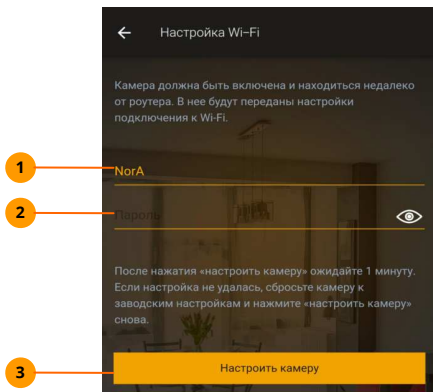 Настройка Wi-Fi
Камера должна быть включена и находиться недалеко
от роутера. В нее будут переданы настройки
подключения к Wi-Fi.
1
NorA
2
Пароль
После нажатия «настроить камеру» ожидайте 1 минуту.
Если настройка не удалась, сбросьте камеру к
заводским настройкам и нажмите «настроить камеру»
снова.
3
Настроить камеру